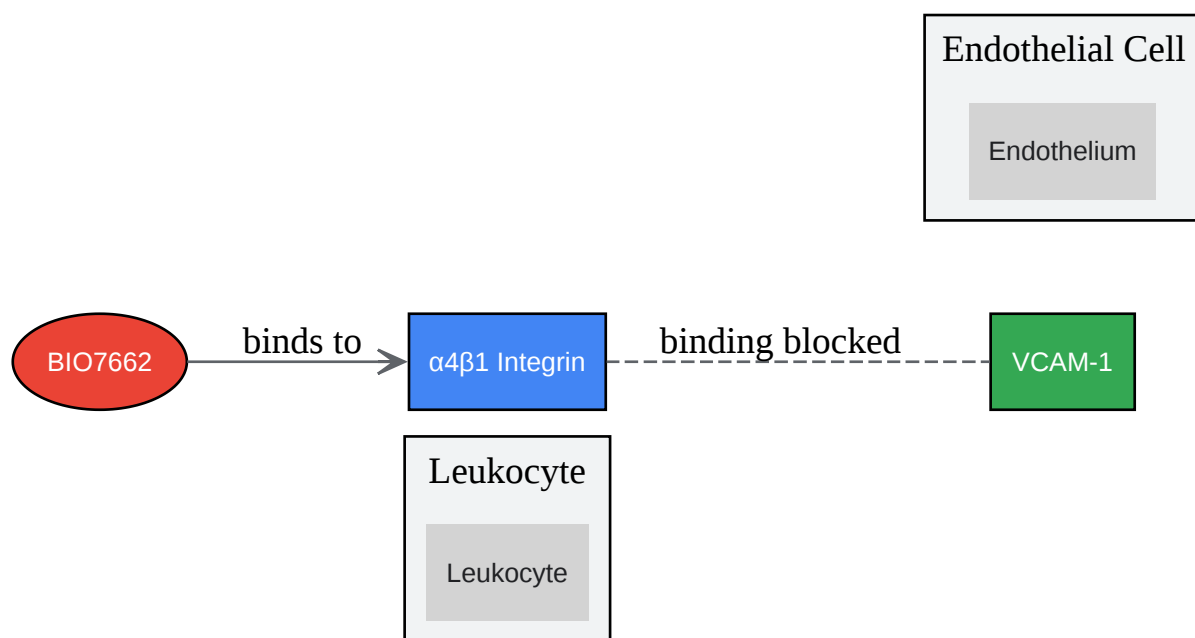 Endothelial Cell
Endothelium
BIO7662
binds to
α4β1 Integrin
binding blocked
VCAM-1
Leukocyte
Leukocyte